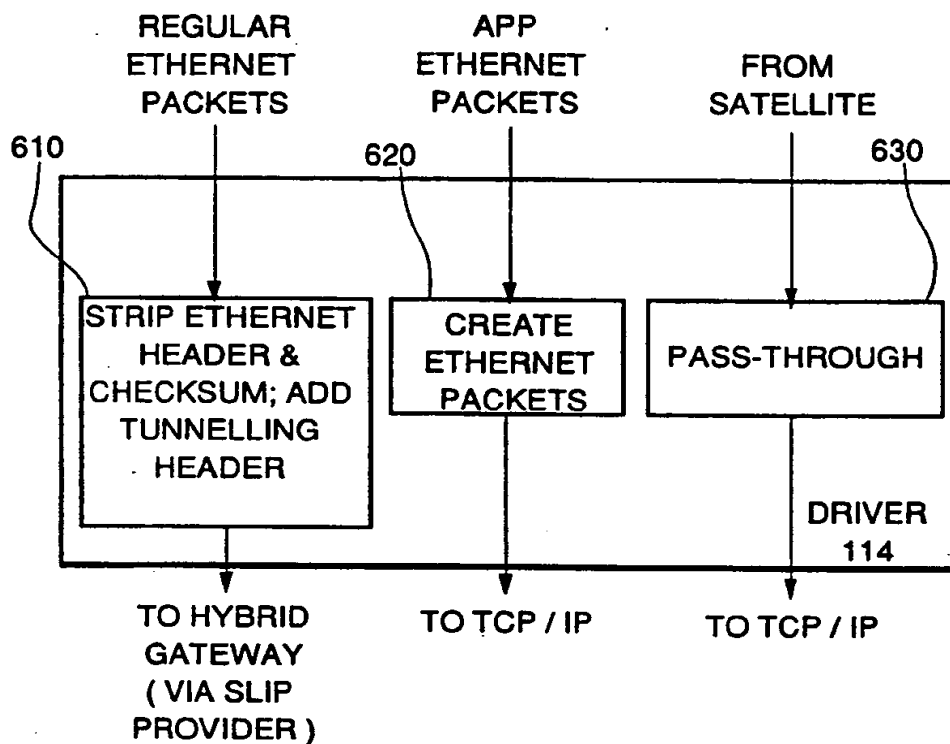 REGULAR
ETHERNET
PACKETS
APP
ETHERNET
PACKETS
FROM
SATELLITE
610
620
630
STRIP ETHERNET
HEADER &
CHECKSUM; ADD
TUNNELLING
HEADER
CREATE
ETHERNET
PACKETS
PASS-THROUGH
DRIVER
114
TO HYBRID
GATEWAY
( VIA SLIP
PROVIDER )
TO TCP / IP
TO TCP / IP